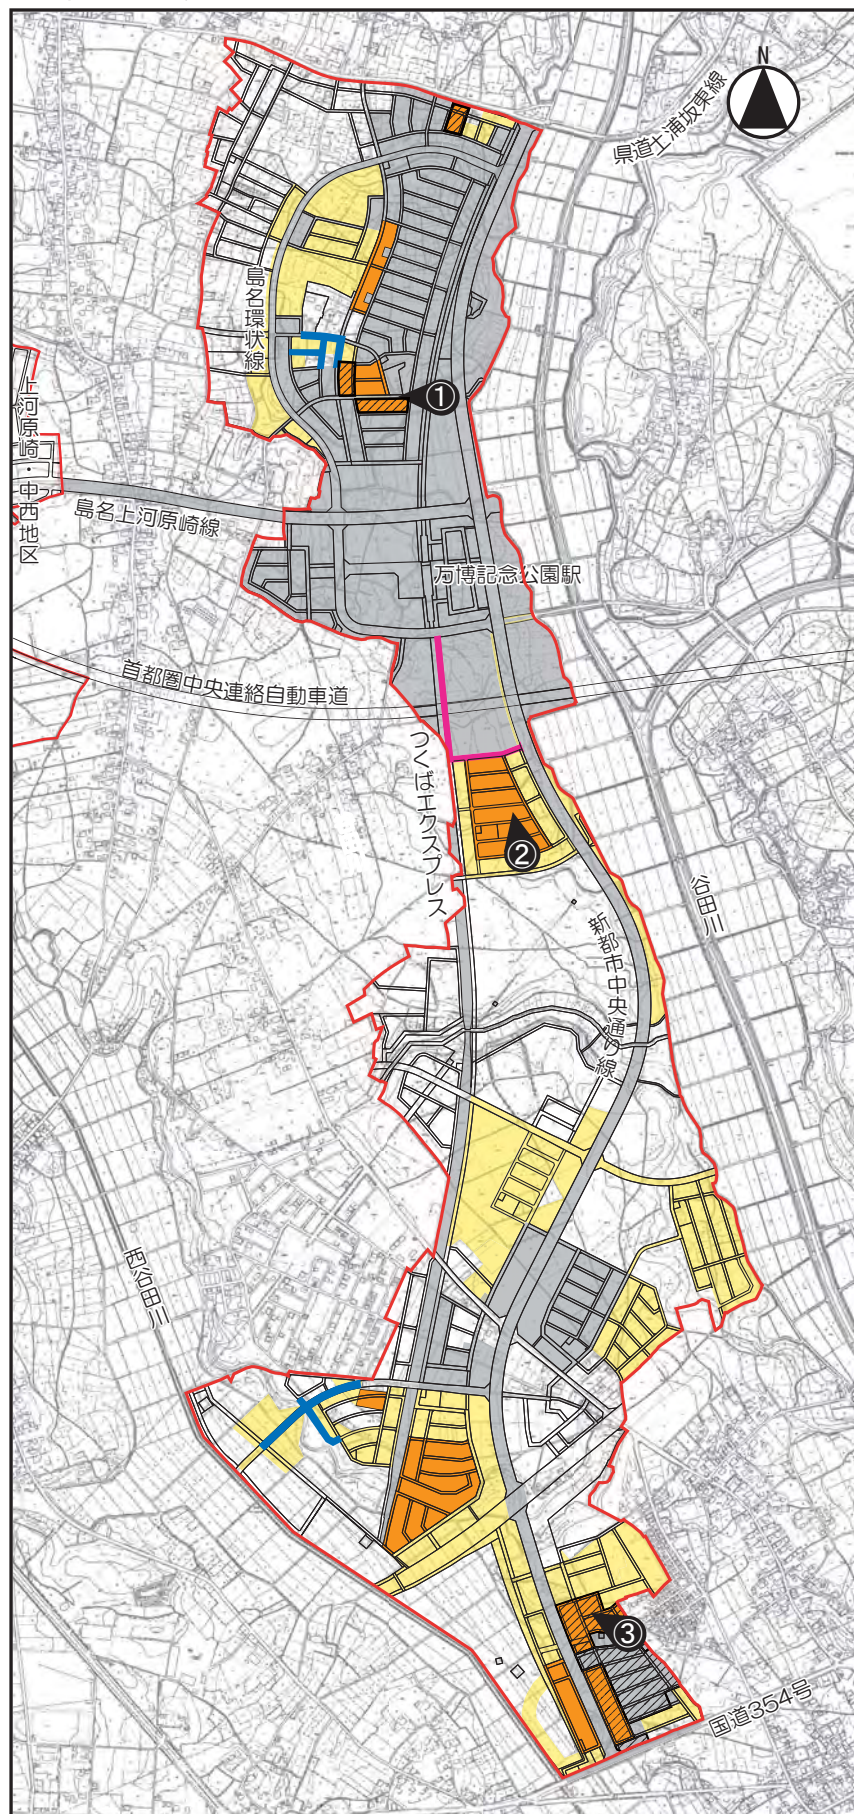 N
県道土浦坂東線
島名環状線
①
上河原崎・中西地区
島名上河原崎線
万博記念公園駅
首都圏中央連絡自動車道
つくばエクスプレス
②
谷田川
新都市中央通り線
西谷田川
③
国道354号